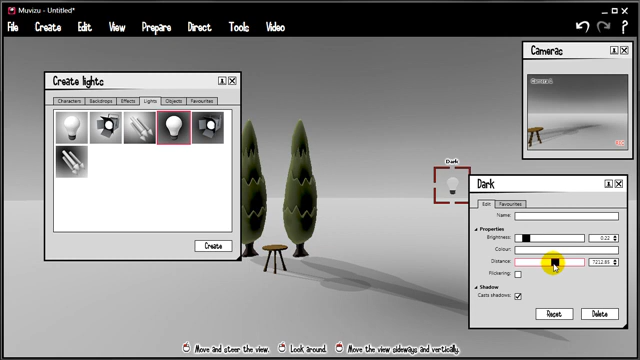 Muvizu - Untitled*
File Create Edit View Prepare Direct Tools Video
Cameras
Create lights
Characters Backdrops Effects Lights Objects Favourites
Create
Dark
Dark
Edit Favourites
Name:
Properties
Brightness: 0.22
Colour:
Distance: 7212.85
Flickering:
Shadow
Casts shadows:
Reset Delete
Move and steer the view. Look around. Move the view sideways and vertically.